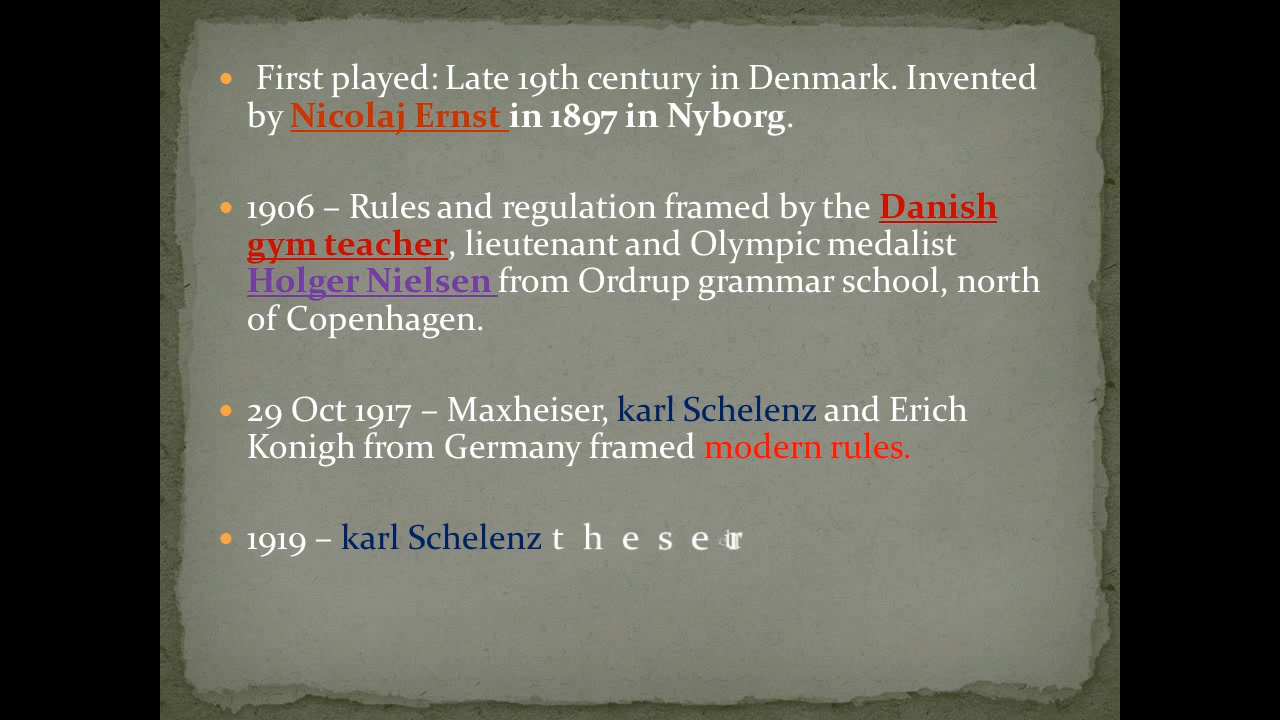 • First played: Late 19th century in Denmark. Invented
by Nicolaj Ernst in 1897 in Nyborg.
• 1906 – Rules and regulation framed by the Danish
gym teacher, lieutenant and Olympic medalist
Holger Nielsen from Ordrup grammar school, north
of Copenhagen.
• 29 Oct 1917 – Maxheiser, karl Schelenz and Erich
Konigh from Germany framed modern rules.
• 1919 – karl Schelenz these